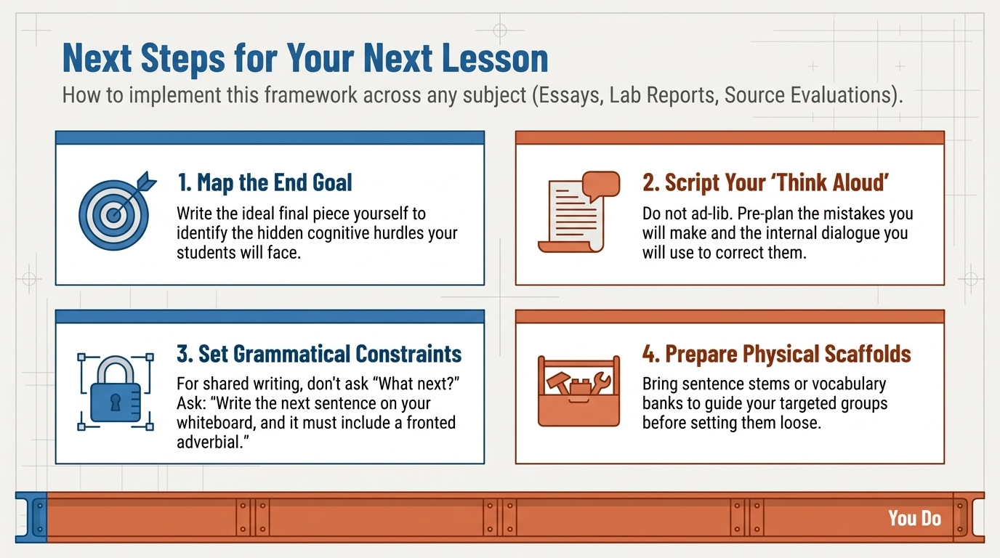 Next Steps for Your Next Lesson
How to implement this framework across any subject (Essays, Lab Reports, Source Evaluations).
1. Map the End Goal
Write the ideal final piece yourself to
identify the hidden cognitive hurdles your
students will face.
2. Script Your ‘Think Aloud’
Do not ad-lib. Pre-plan the mistakes you
will make and the internal dialogue you
will use to correct them.
3. Set Grammatical Constraints
For shared writing, don't ask “What next?”
Ask: “Write the next sentence on your
whiteboard, and it must include a fronted
adverbial.”
4. Prepare Physical Scaffolds
Bring sentence stems or vocabulary
banks to guide your targeted groups
before setting them loose.
You Do